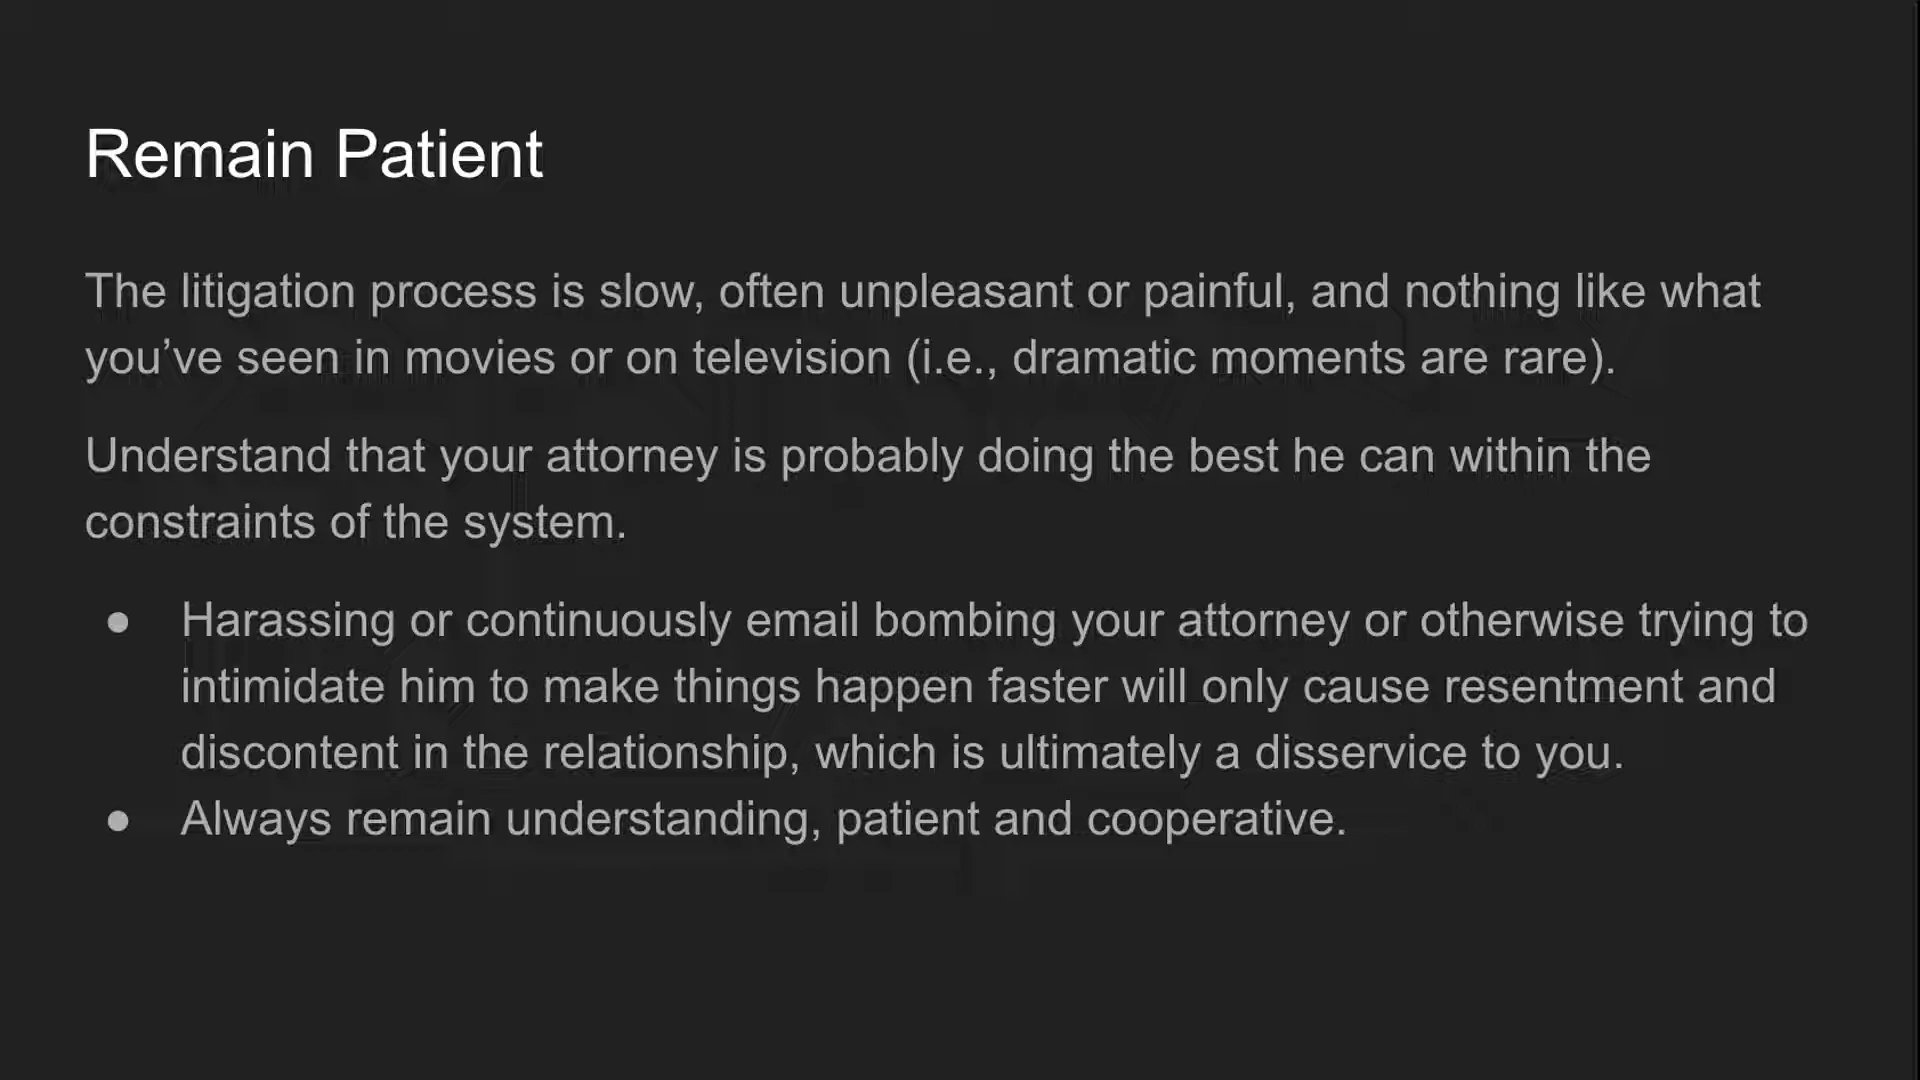 Remain Patient
The litigation process is slow, often unpleasant or painful, and nothing like what
you’ve seen in movies or on television (i.e., dramatic moments are rare).
Understand that your attorney is probably doing the best he can within the
constraints of the system.
● Harassing or continuously email bombing your attorney or otherwise trying to
intimidate him to make things happen faster will only cause resentment and
discontent in the relationship, which is ultimately a disservice to you.
● Always remain understanding, patient and cooperative.